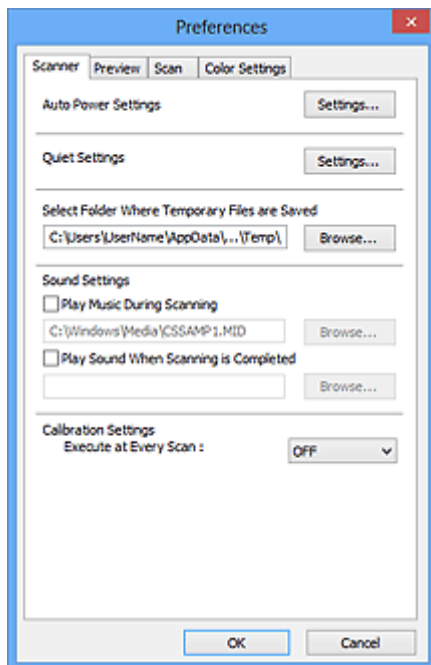 Preferences
Scanner Preview Scan Color Settings
Auto Power Settings Settings...
Quiet Settings Settings...
Select Folder Where Temporary Files are Saved
C:\Users\UserName\AppData\,...\Temp\ Browse...
Sound Settings
Play Music During Scanning
C:\Windows\Media\CSSAMP1.MID Browse...
Play Sound When Scanning is Completed
Browse...
Calibration Settings
Execute at Every Scan : OFF
OK Cancel